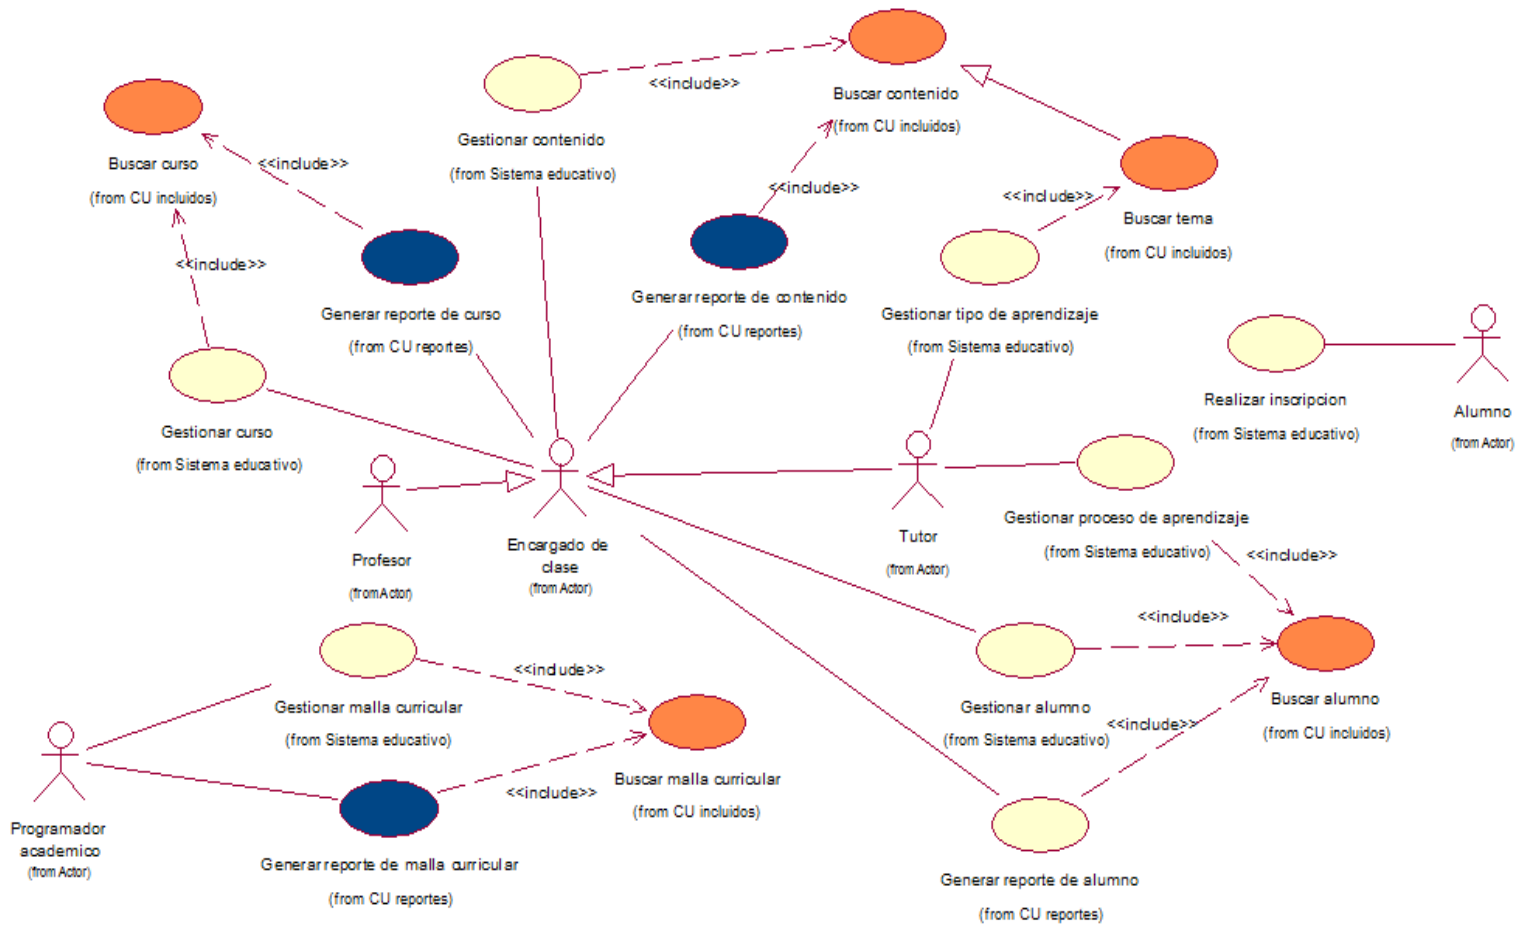 Buscar contenido
(from CU incluidos)
<<include>>
Gestionar contenido
(from Sistema educativo)
Buscar curso
(from CU incluidos)
<<include>>
<<include>>
<<include>>
Buscar tema
(from CU incluidos)
<<include>>
Generar reporte de curso
(from CU reportes)
Generar reporte de contenido
(from CU reportes)
Gestionar tipo de aprendizaje
(from Sistema educativo)
Realizar inscripcion
(from Sistema educativo)
Alumno
(from Actor)
Gestionar curso
(from Sistema educativo)
Profesor
(from Actor)
Encargado de
clase
(from Actor)
Tutor
(from Actor)
Gestionar proceso de aprendizaje
(from Sistema educativo)
<<include>>
<<include>>
Gestionar malla curricular
(from Sistema educativo)
<<include>>
Gestionar alumno
(from Sistema educativo)
<<include>>
Buscar alumno
(from CU incluidos)
Buscar malla curricular
(from CU incluidos)
<<include>>
Programador
academico
(from Actor)
Generar reporte de malla curricular
(from CU reportes)
Generar reporte de alumno
(from CU reportes)